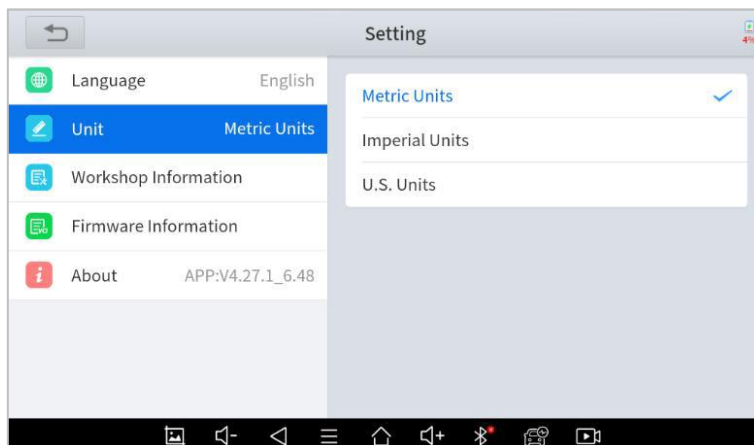 Setting
4%
Language English
Unit Metric Units
Workshop Information
Firmware Information
About APP:V4.27.1_6.48
Metric Units
Imperial Units
U.S. Units